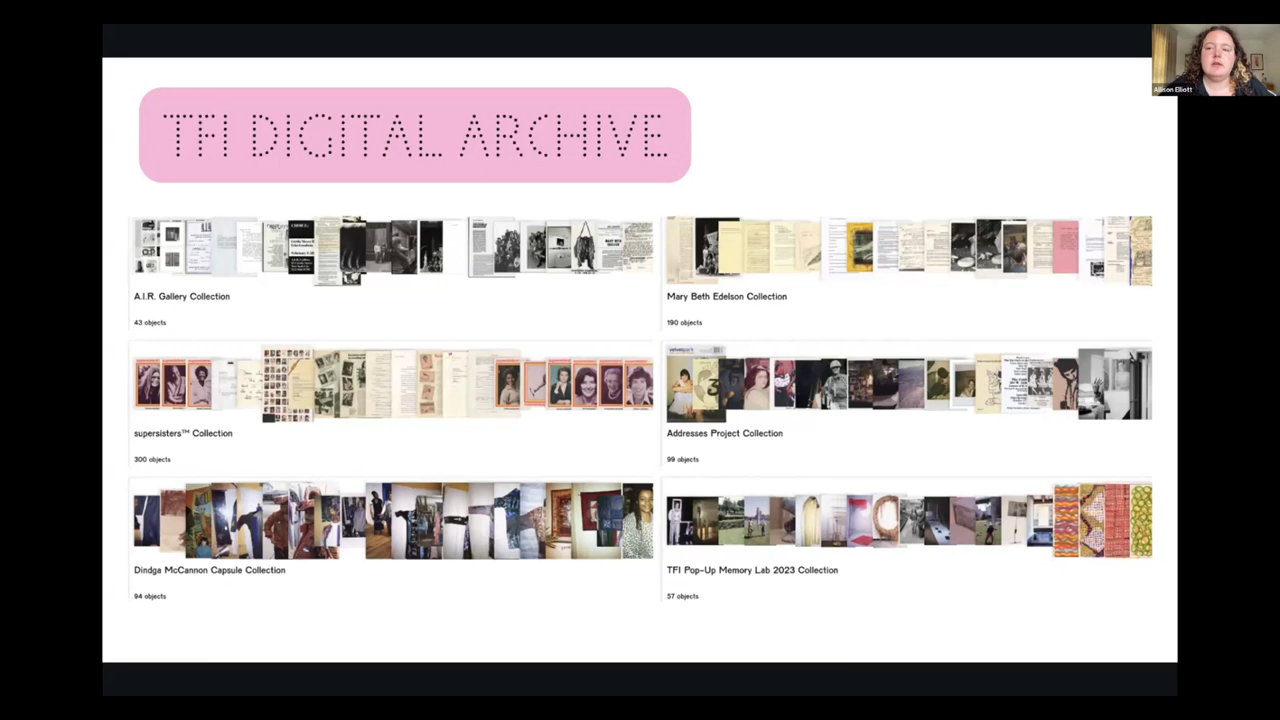 TFI DIGITAL ARCHIVE
Allison Elliott
A.I.R. Gallery Collection
43 objects
Mary Beth Edelson Collection
190 objects
supersisters™ Collection
300 objects
Addresses Project Collection
99 objects
Dindga McCannon Capsule Collection
94 objects
TFI Pop-Up Memory Lab 2023 Collection
57 objects